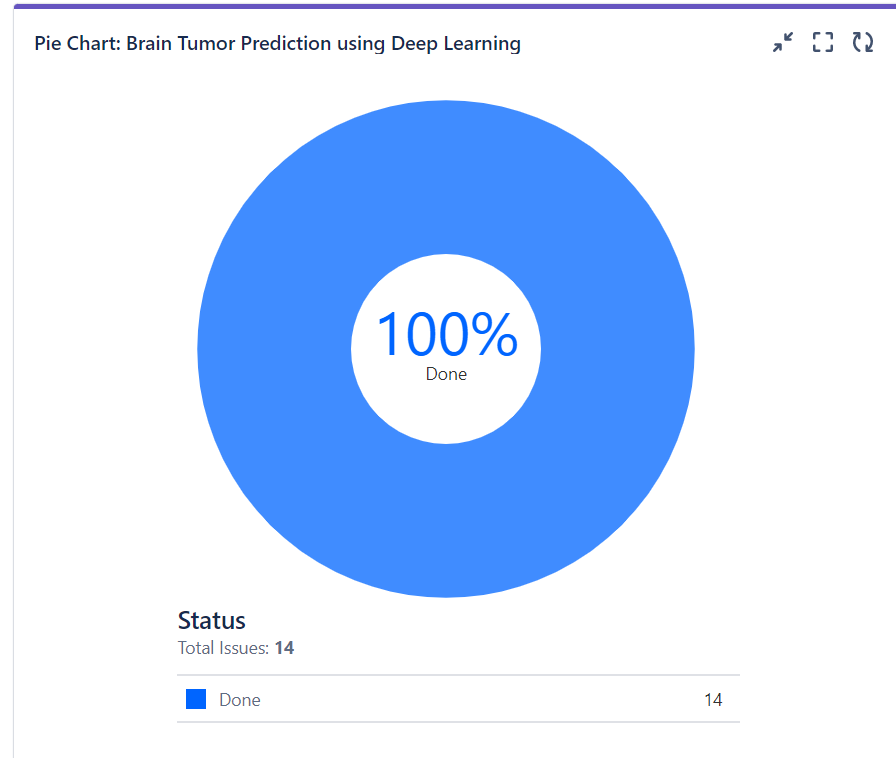 Pie Chart: Brain Tumor Prediction using Deep Learning
100%
Done
Status
Total Issues: 14
Done 14